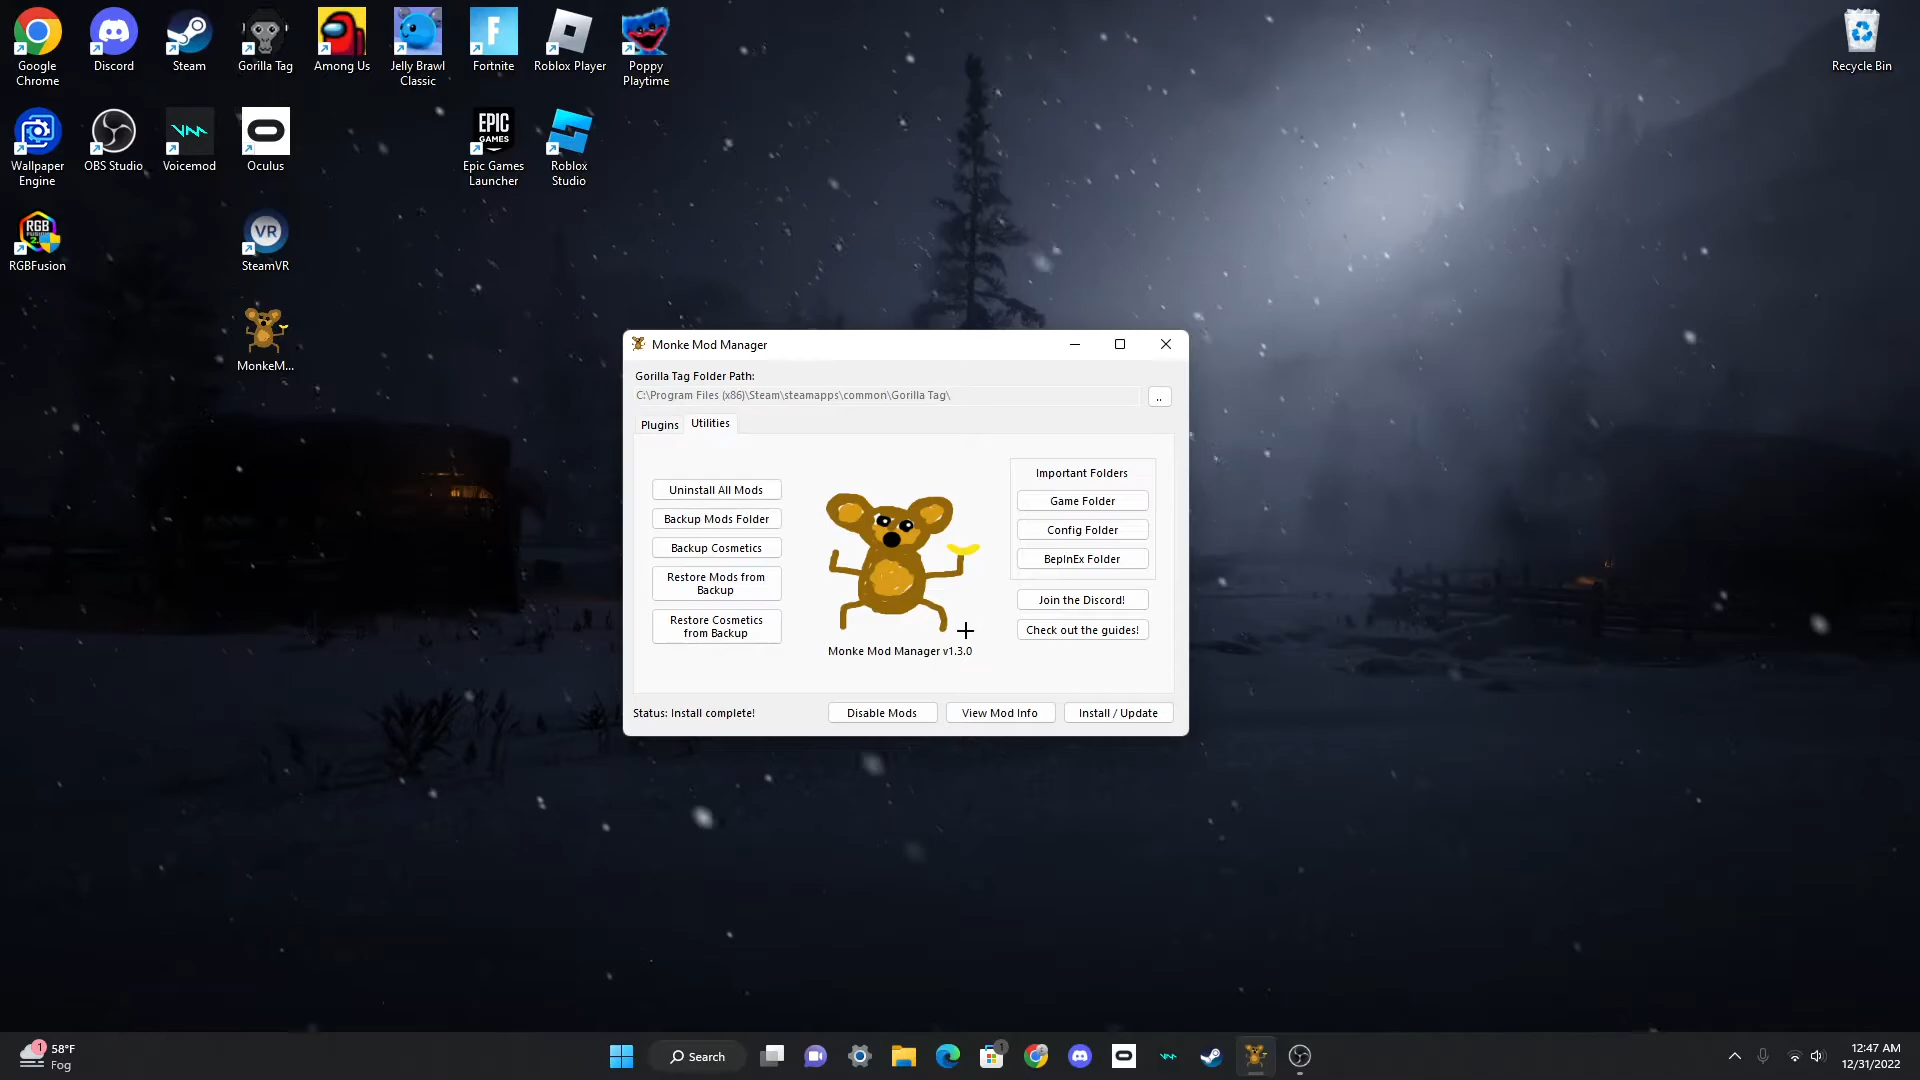 Google
Chrome
Discord
Steam
Gorilla Tag
Among Us
Jelly Brawl
Classic
Fortnite
Roblox Player
Poppy
Playtime
Recycle Bin
Wallpaper
Engine
OBS Studio
Voicemod
Oculus
EPIC
GAMES
Epic Games
Launcher
Roblox
Studio
RGB
FUSION
2.
RGBFusion
VR
SteamVR
MonkeM...
Monke Mod Manager
Gorilla Tag Folder Path:
C:\Program Files (x86)\Steam\steamapps\common\Gorilla Tag\
..
Plugins
Utilities
Uninstall All Mods
Backup Mods Folder
Backup Cosmetics
Restore Mods from
Backup
Restore Cosmetics
from Backup
Monke Mod Manager v1.3.0
Important Folders
Game Folder
Config Folder
BepInEx Folder
Join the Discord!
Check out the guides!
Status: Install complete!
Disable Mods
View Mod Info
Install / Update
1
58°F
Fog
Search
1
12:47 AM
12/31/2022